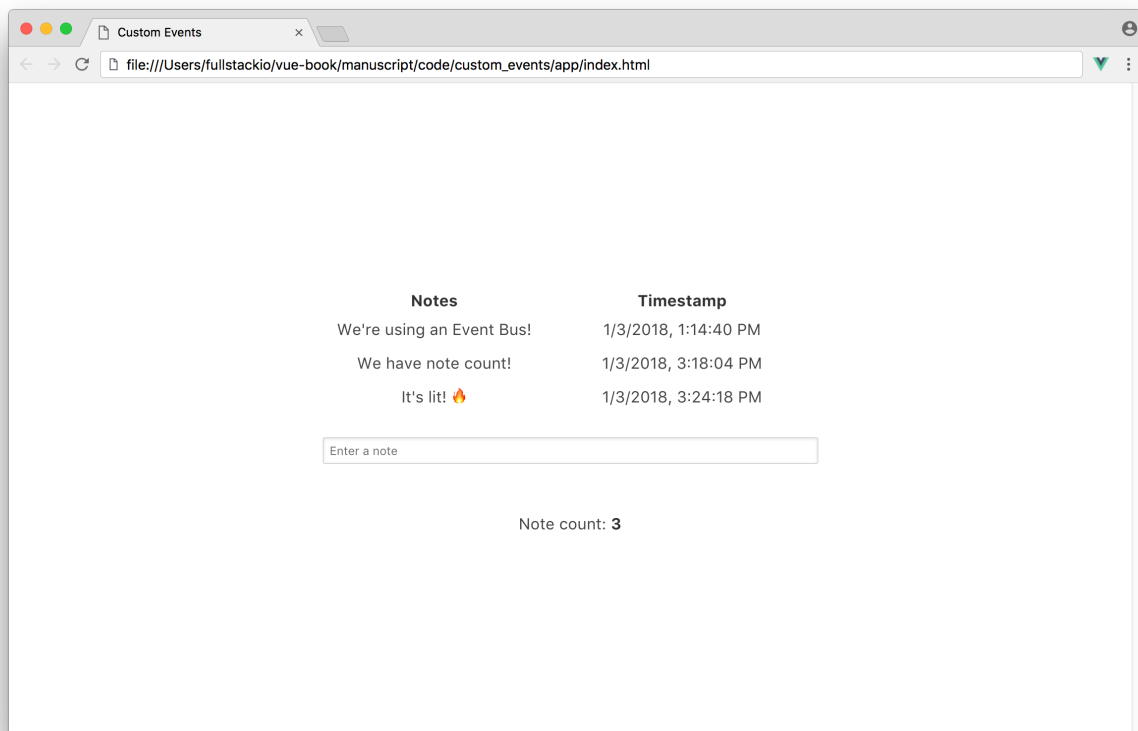 Custom Events
file:///Users/fullstackio/vue-book/manuscript/code/custom_events/app/index.html
Notes Timestamp
We're using an Event Bus! 1/3/2018, 1:14:40 PM
We have note count! 1/3/2018, 3:18:04 PM
It's lit! 🔥 1/3/2018, 3:24:18 PM
Enter a note
Note count: 3